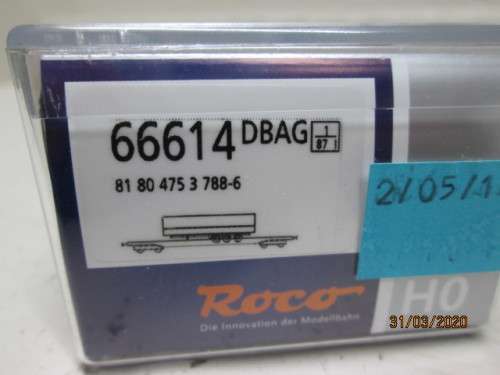 66614 DBAG 1
87
81 80 475 3 788-6
2/05/1
Roco
H0
Die Innovation der Modellbahn
31/03/2020